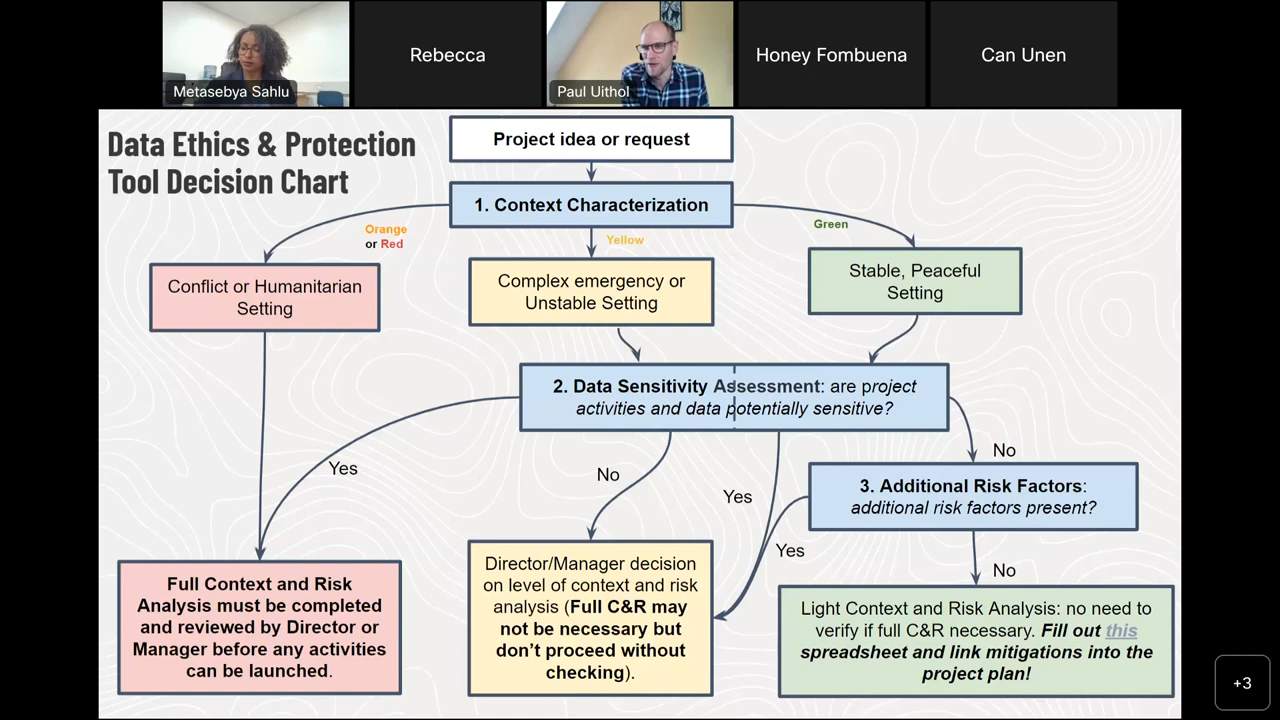 Metasebya Sahlu
Rebecca
Paul Uithol
Honey Fombuena
Can Unen
Data Ethics & Protection
Tool Decision Chart
Project idea or request
1. Context Characterization
Orange
or Red
Yellow
Green
Conflict or Humanitarian
Setting
Complex emergency or
Unstable Setting
Stable, Peaceful
Setting
2. Data Sensitivity Assessment: are project
activities and data potentially sensitive?
Yes
No
Yes
No
3. Additional Risk Factors:
additional risk factors present?
Yes
No
Full Context and Risk
Analysis must be completed
and reviewed by Director or
Manager before any activities
can be launched.
Director/Manager decision
on level of context and risk
analysis (Full C&R may
not be necessary but
don't proceed without
checking).
Light Context and Risk Analysis: no need to
verify if full C&R necessary. Fill out this
spreadsheet and link mitigations into the
project plan!
+3